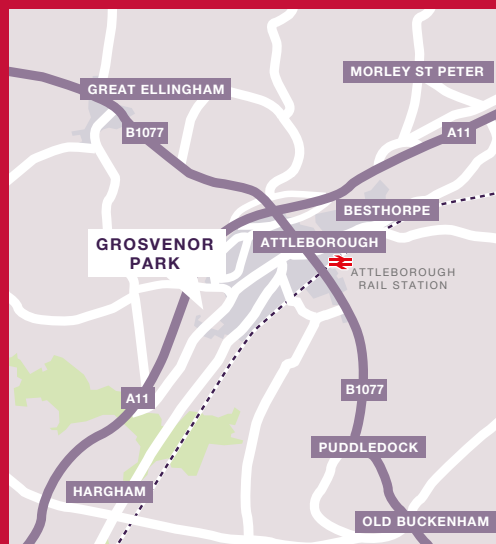 MORLEY ST PETER
GREAT ELLINGHAM
B1077
A11
BESTHORPE
GROSVENOR
PARK
ATTLEBOROUGH
ATTLEBOROUGH
RAIL STATION
B1077
A11
PUDDLEDOCK
HARGHAM
OLD BUCKENHAM